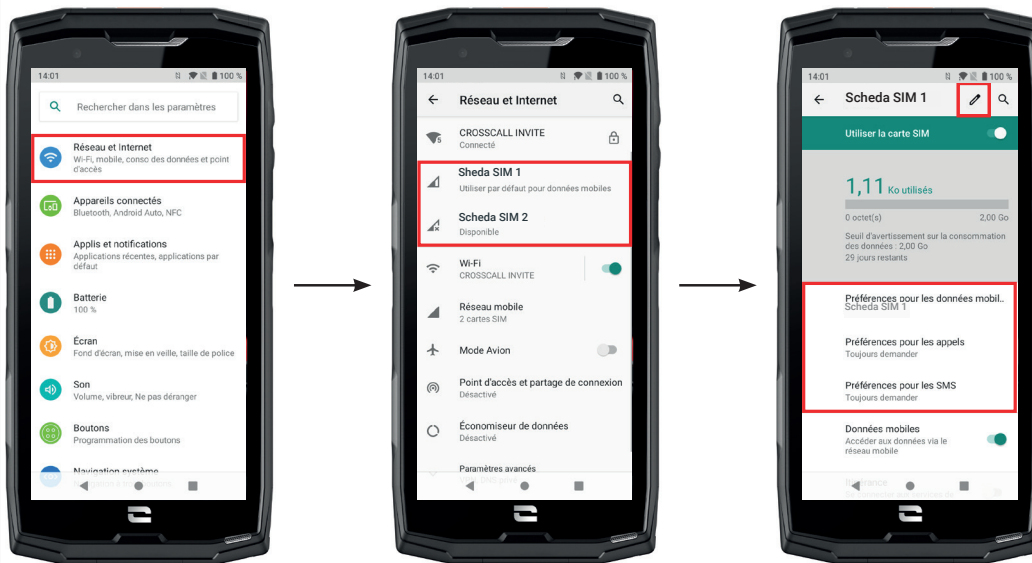 14:01
100 %
Rechercher dans les paramètres
Réseau et Internet
Wi-Fi, mobile, conso des données et point
d'accès
Appareils connectés
Bluetooth, Android Auto, NFC
Applis et notifications
Applications récentes, applications par
défaut
Batterie
100 %
Écran
Fond d'écran, mise en veille, taille de police
Son
Volume, vibreur, Ne pas déranger
Boutons
Programmation des boutons
Navigation système
14:01
100 %
Réseau et Internet
CROSSCALL INVITE
Connecté
Sheda SIM 1
Utiliser par défaut pour données mobiles
Scheda SIM 2
Disponible
Wi-Fi
CROSSCALL INVITE
Réseau mobile
2 cartes SIM
Mode Avion
Point d'accès et partage de connexion
Désactivé
Économiseur de données
Désactivé
Paramètres avancés
14:01
100 %
Scheda SIM 1
Utiliser la carte SIM
1,11 Ko utilisés
0 octet(s) 2,00 Go
Seuil d'avertissement sur la consommation
des données : 2,00 Go
29 jours restants
Préférences pour les données mobil..
Scheda SIM 1
Préférences pour les appels
Toujours demander
Préférences pour les SMS
Toujours demander
Données mobiles
Accéder aux données via le
réseau mobile
Itinérance